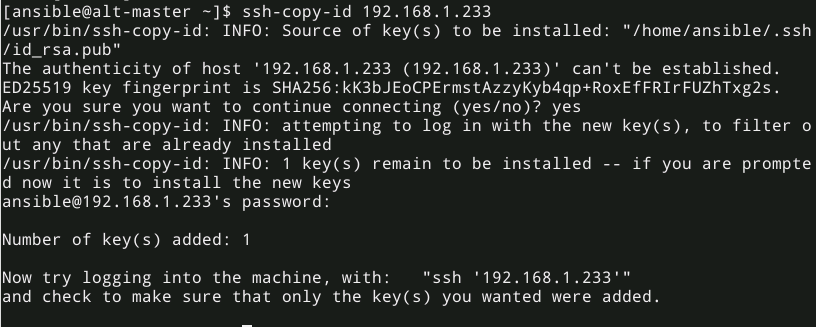 [ansible@alt-master ~]$ ssh-copy-id 192.168.1.233
/usr/bin/ssh-copy-id: INFO: Source of key(s) to be installed: "/home/ansible/.ssh
/id_rsa.pub"
The authenticity of host '192.168.1.233 (192.168.1.233)' can't be established.
ED25519 key fingerprint is SHA256:kK3bJEoCPErmstAzzyKyb4qp+RoxEfFRIrFUZhTxg2s.
Are you sure you want to continue connecting (yes/no)? yes
/usr/bin/ssh-copy-id: INFO: attempting to log in with the new key(s), to filter o
ut any that are already installed
/usr/bin/ssh-copy-id: INFO: 1 key(s) remain to be installed -- if you are prompte
d now it is to install the new keys
ansible@192.168.1.233's password:
Number of key(s) added: 1
Now try logging into the machine, with:   "ssh '192.168.1.233'"
and check to make sure that only the key(s) you wanted were added.